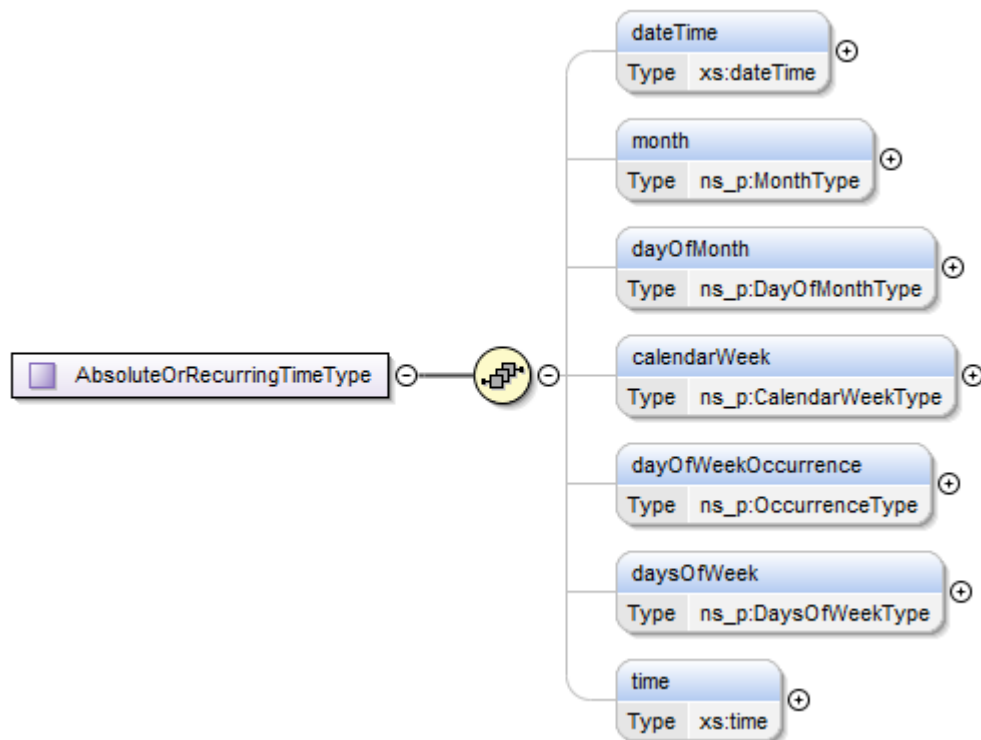 dateTime
Type xs:dateTime
month
Type ns_p:MonthType
dayOfMonth
Type ns_p:DayOfMonthType
AbsoluteOrRecurringTimeType
calendarWeek
Type ns_p:CalendarWeekType
dayOfWeekOccurrence
Type ns_p:OccurrenceType
daysOfWeek
Type ns_p:DaysOfWeekType
time
Type xs:time